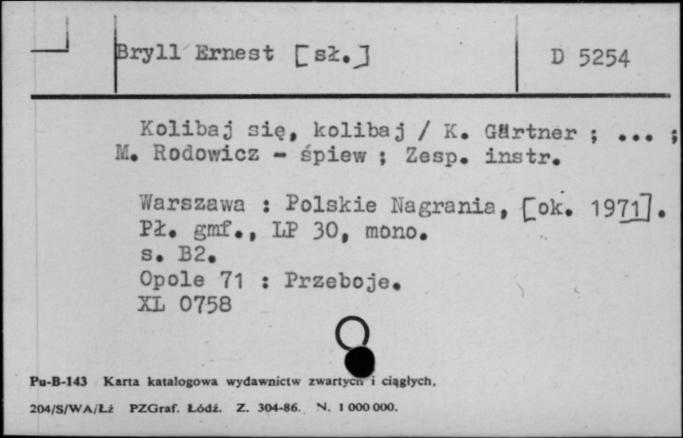 Bryll Ernest [sł.] D 5254
Kolibaj się, kolibaj / K. Gärtner ; ... ;
M. Rodowicz - śpiew ; Zesp. instr.
Warszawa : Polskie Nagrania, [ok. 1971].
Pł. gmf., LP 30, mono.
s. B2.
Opole 71 : Przeboje.
XL 0758
Pu-B-143 Karta katalogowa wydawnictw zwartych i ciągłych.
204/S/WA/Łż PZGraf. Łódź. Z. 304-86. N. 1 000 000.